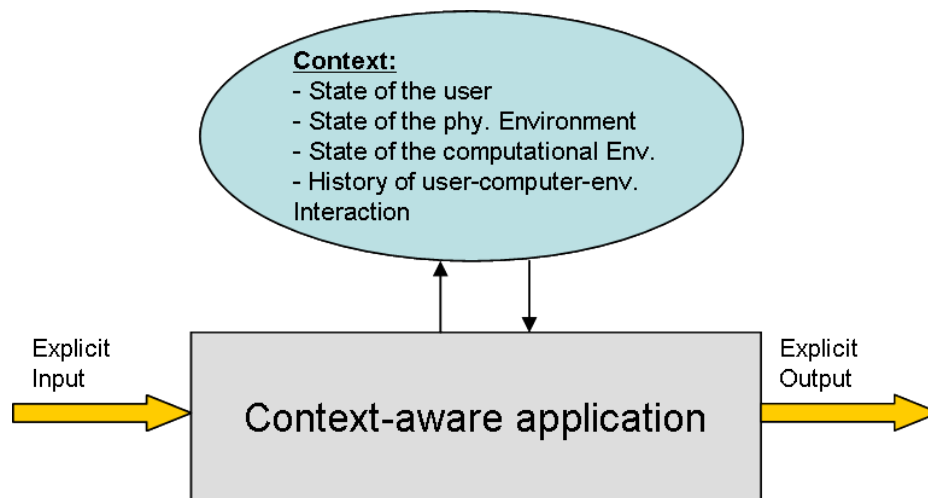 Context:
- State of the user
- State of the phy. Environment
- State of the computational Env.
- History of user-computer-env.
Interaction
Explicit
Input
Context-aware application
Explicit
Output